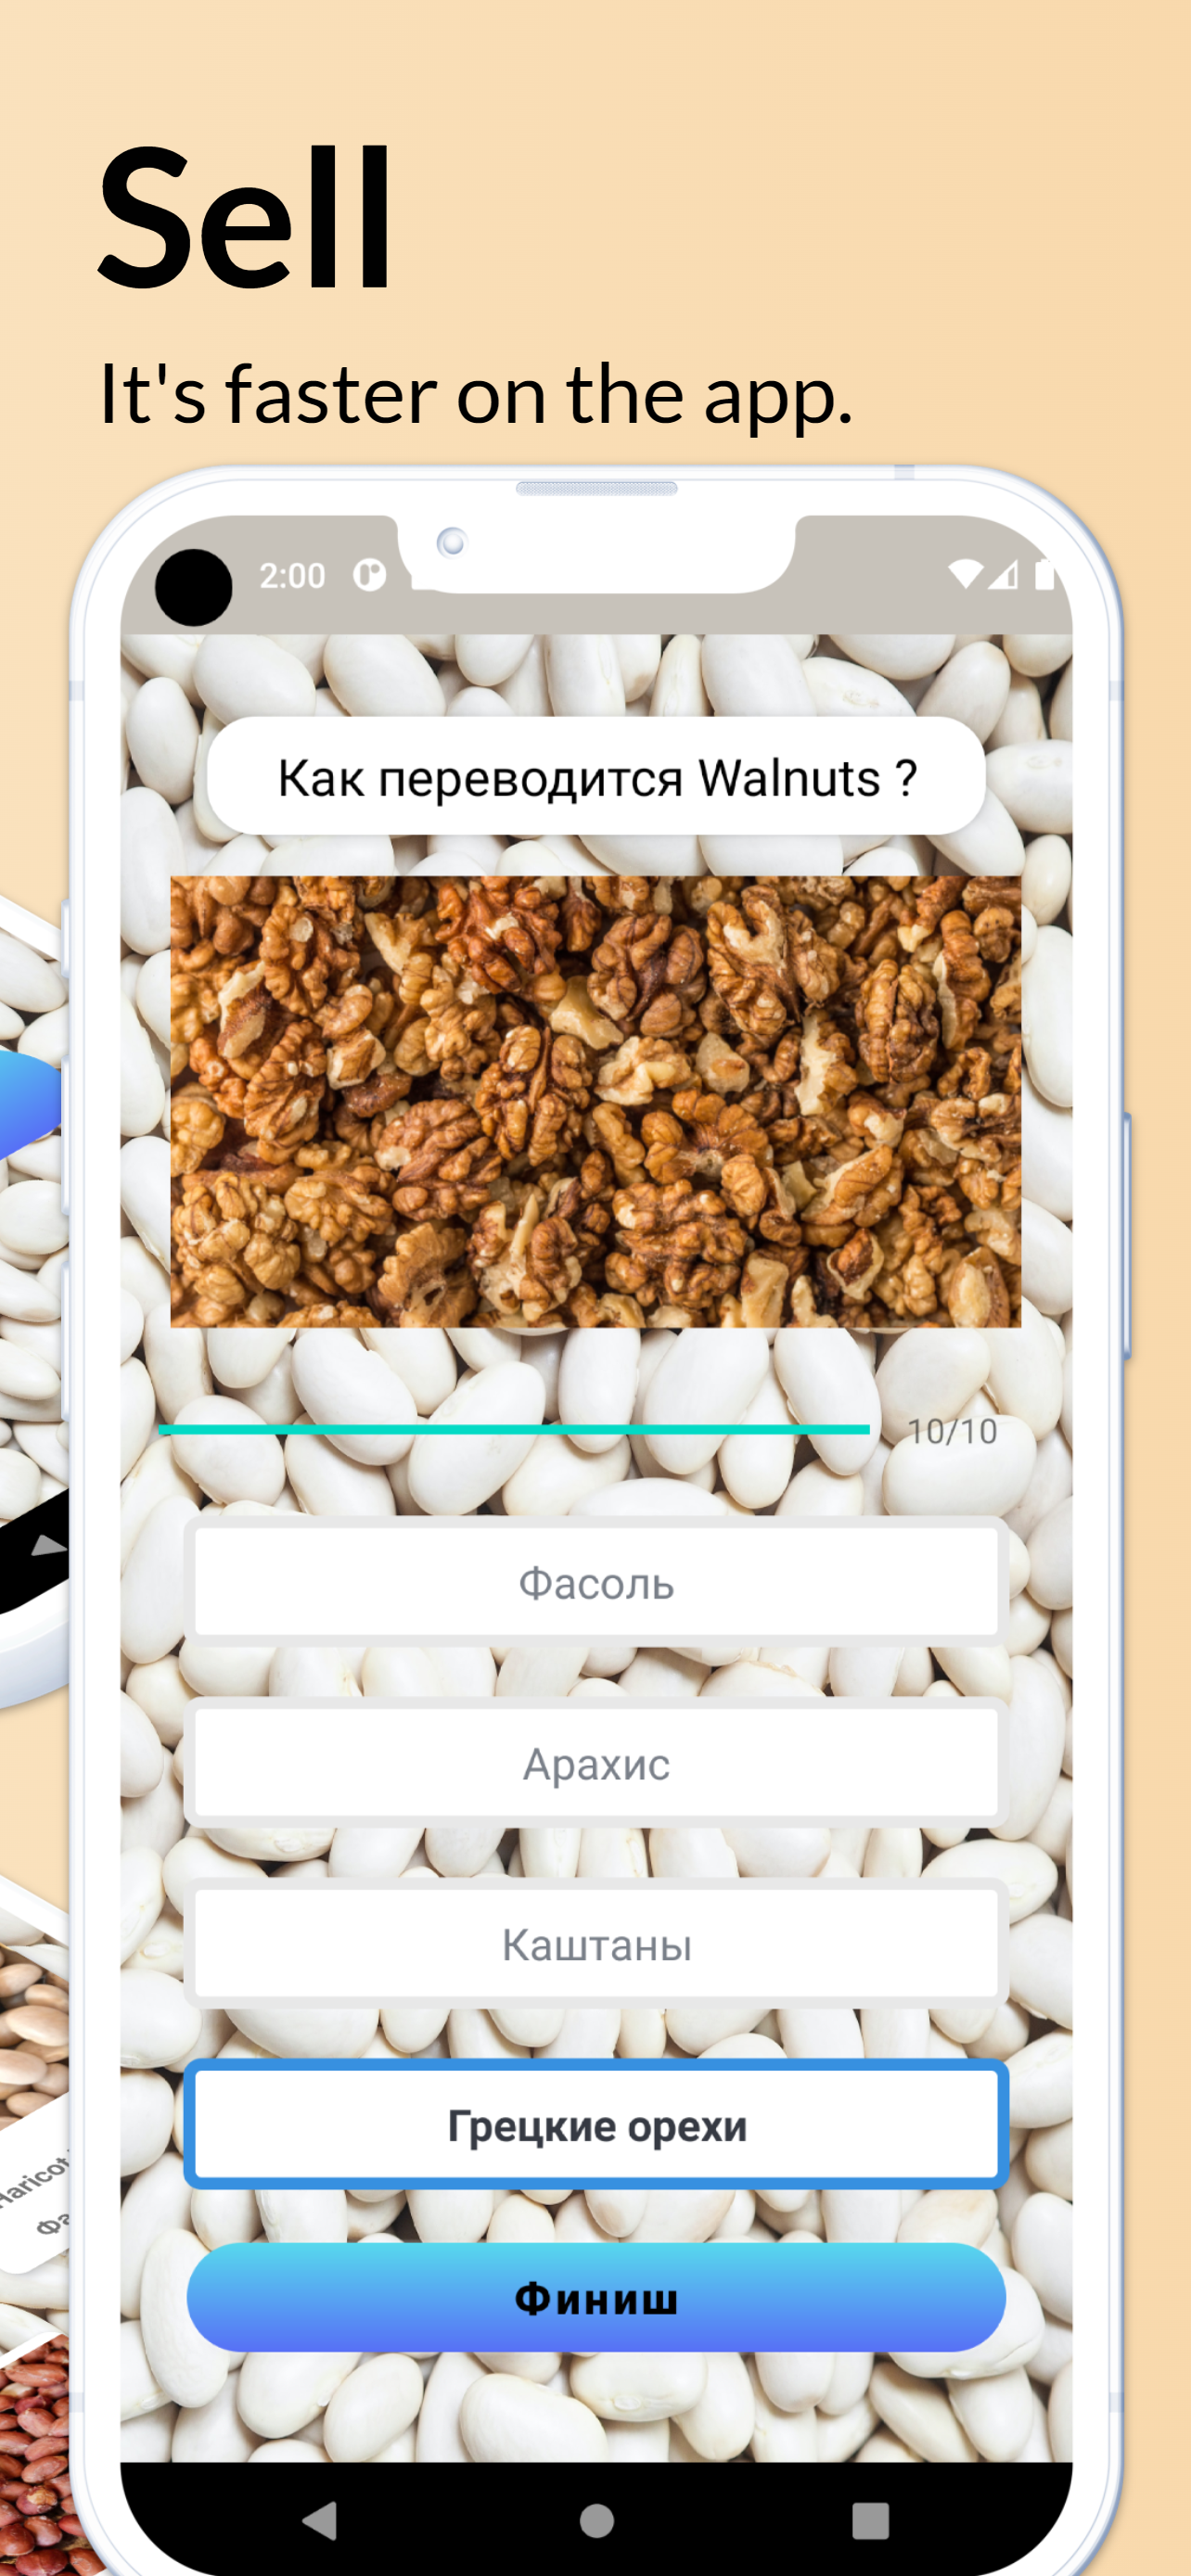 Sell
It's faster on the app.
2:00
Как переводится Walnuts ?
10/10
Фасоль
Арахис
Каштаны
Грецкие орехи
Haricot
Фа
Финиш